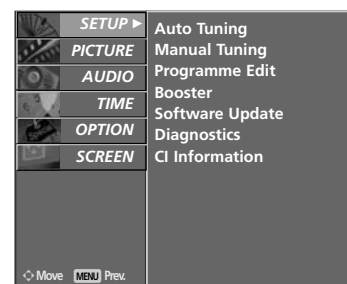 SETUP ►
PICTURE
AUDIO
TIME
OPTION
SCREEN
Auto Tuning
Manual Tuning
Programme Edit
Booster
Software Update
Diagnostics
CI Information
Move MENU Prev.